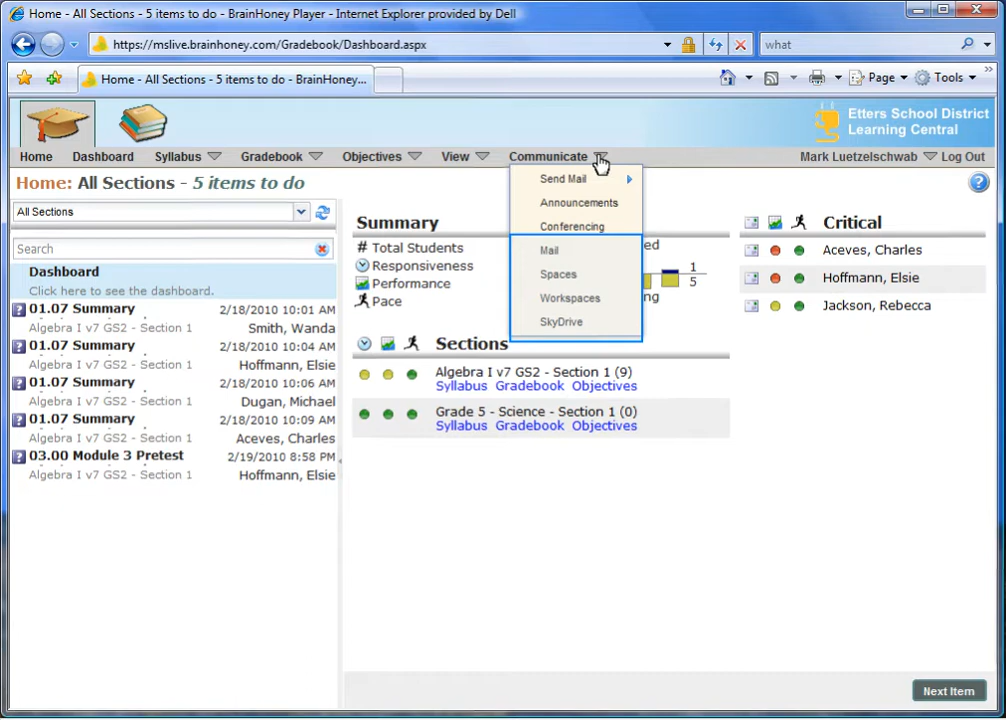 Home - All Sections - 5 items to do - BrainHoney Player - Internet Explorer provided by Dell
https://mslive.brainhoney.com/Gradebook/Dashboard.aspx
what
Home - All Sections - 5 items to do - BrainHoney...
Page
Tools
Etters School District
Learning Central
Home Dashboard Syllabus Gradebook Objectives View Communicate
Mark Luetzelschwab Log Out
Home: All Sections - 5 items to do
All Sections
Search
Dashboard
Click here to see the dashboard.
01.07 Summary 2/18/2010 10:01 AM
Algebra I v7 GS2 - Section 1 Smith, Wanda
01.07 Summary 2/18/2010 10:04 AM
Algebra I v7 GS2 - Section 1 Hoffmann, Elsie
01.07 Summary 2/18/2010 10:06 AM
Algebra I v7 GS2 - Section 1 Dugan, Michael
01.07 Summary 2/18/2010 10:09 AM
Algebra I v7 GS2 - Section 1 Aceves, Charles
03.00 Module 3 Pretest 2/19/2010 8:58 PM
Algebra I v7 GS2 - Section 1 Hoffmann, Elsie
Send Mail
Announcements
Conferencing
Mail
Spaces
Workspaces
SkyDrive
Summary
# Total Students
Responsiveness
Performance
Pace
1
5
Sections
Algebra I v7 GS2 - Section 1 (9)
Syllabus Gradebook Objectives
Grade 5 - Science - Section 1 (0)
Syllabus Gradebook Objectives
Critical
Aceves, Charles
Hoffmann, Elsie
Jackson, Rebecca
Next Item